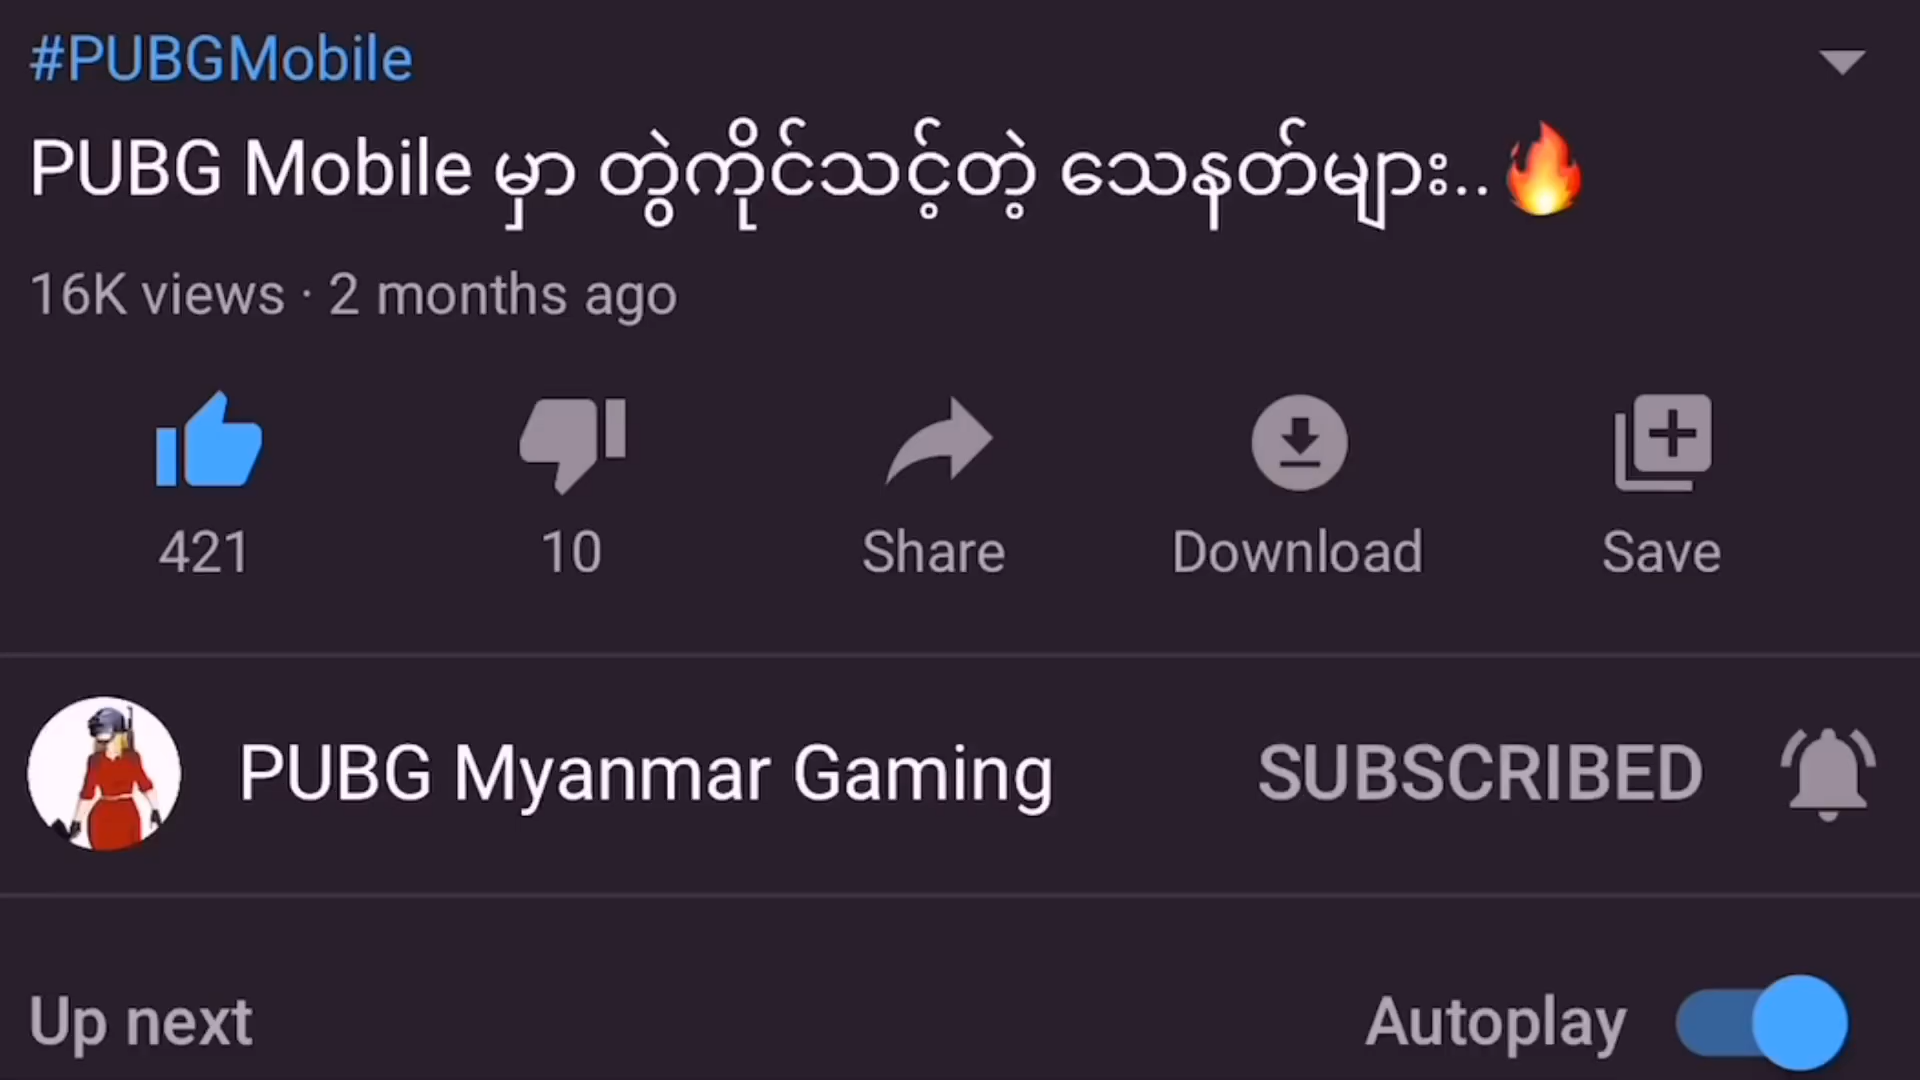 #PUBGMobile
PUBG Mobile မှာ တွဲကိုင်သင့်တဲ့ သေနတ်များ..🔥
16K views · 2 months ago
421 10 Share Download Save
PUBG Myanmar Gaming SUBSCRIBED
Up next Autoplay